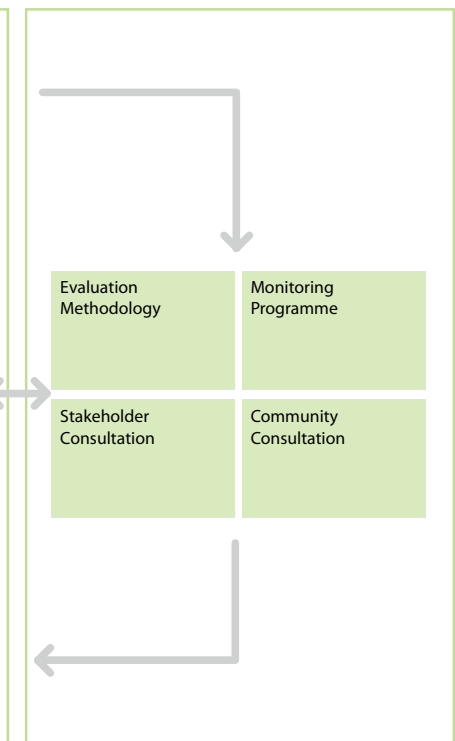 Evaluation
Methodology
Monitoring
Programme
Stakeholder
Consultation
Community
Consultation